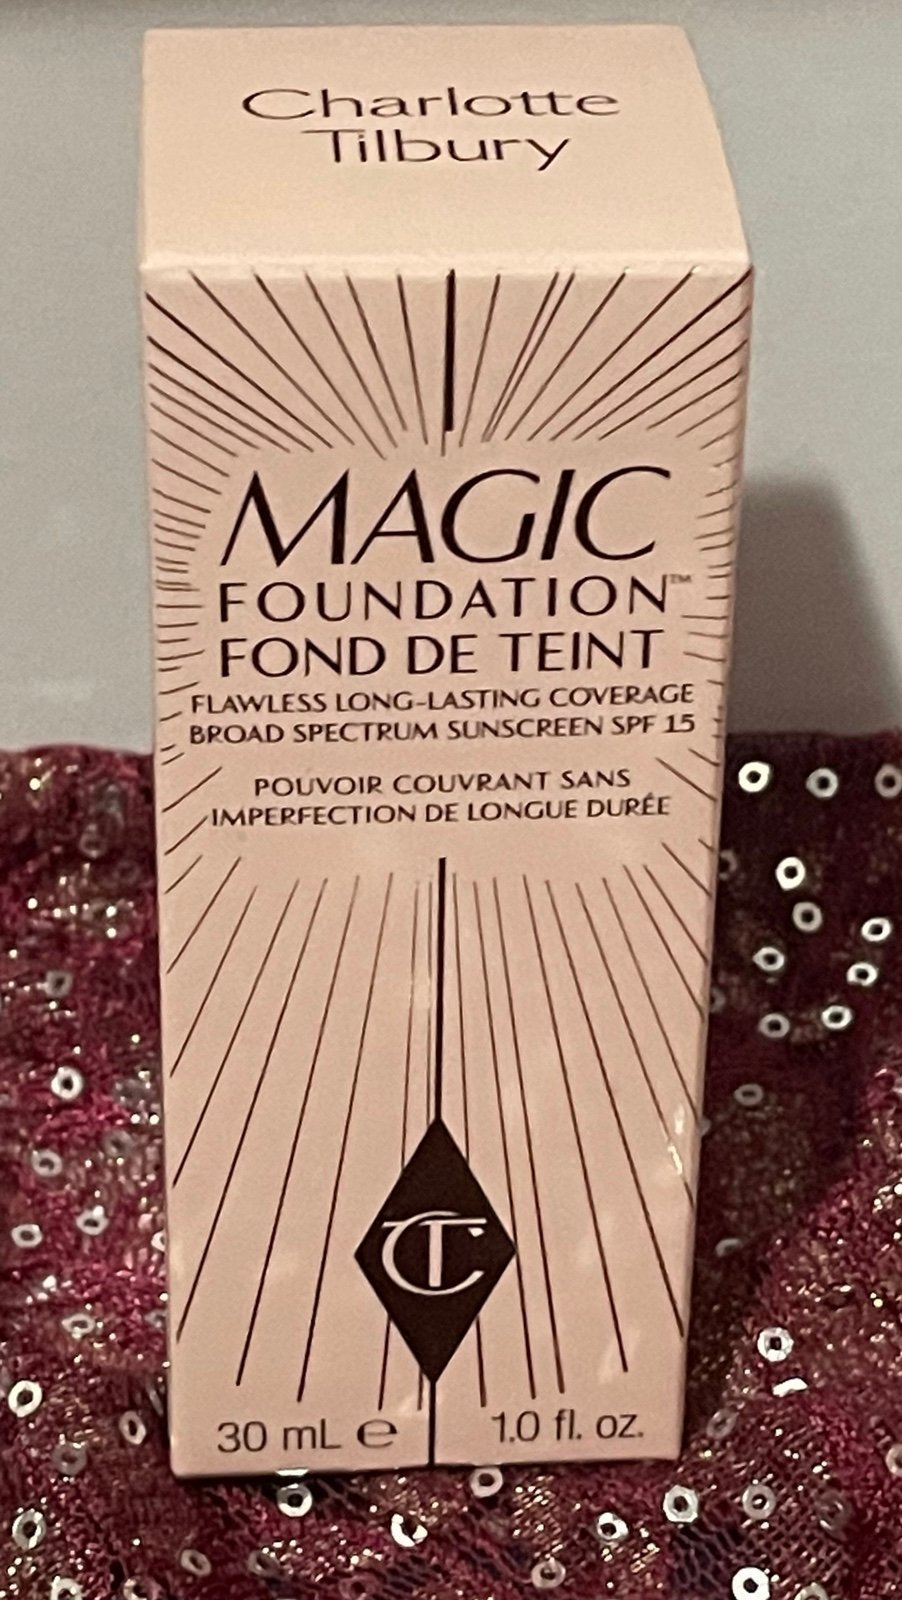 Charlotte
Tilbury
MAGIC
FOUNDATION™
FOND DE TEINT
FLAWLESS LONG-LASTING COVERAGE
BROAD SPECTRUM SUNSCREEN SPF 15
POUVOIR COUVRANT SANS
IMPERFECTION DE LONGUE DURÉE
CT
30 mL ℮ 1.0 fl. oz.